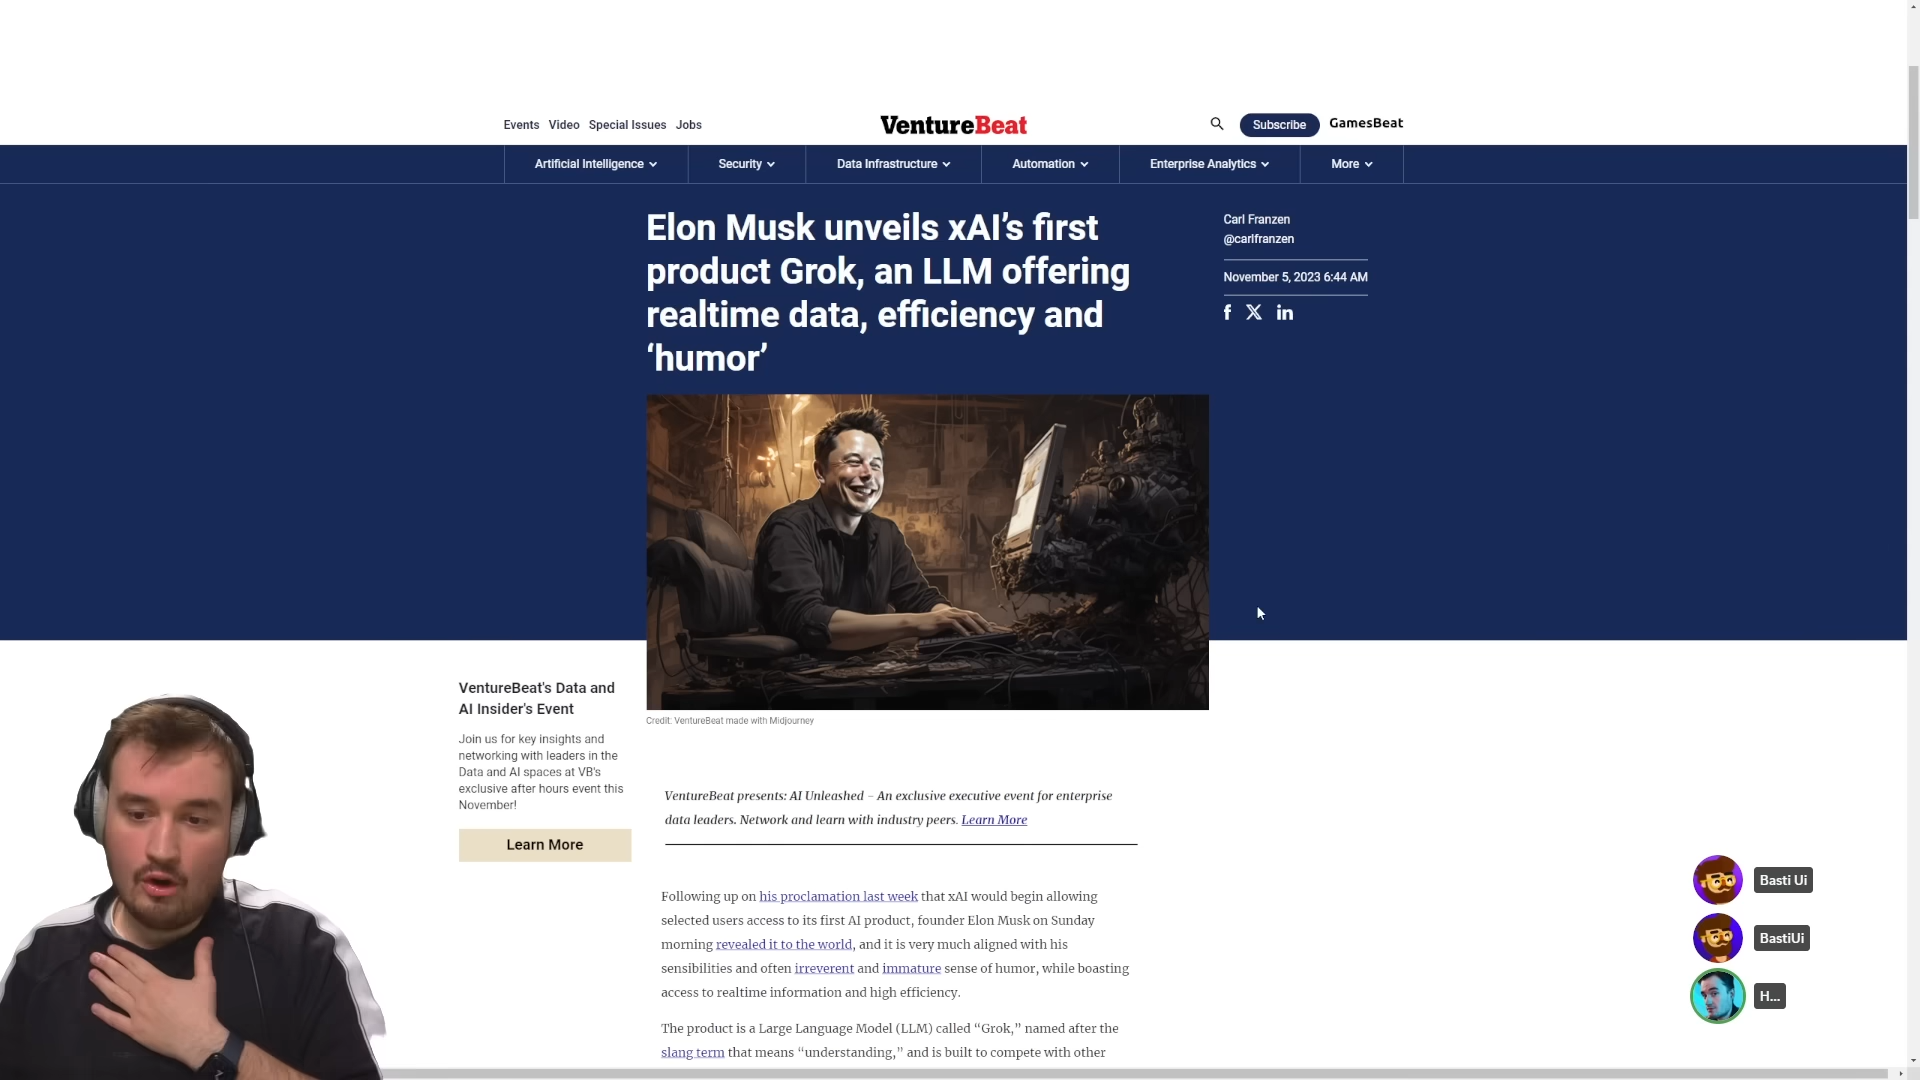 Events Video Special Issues Jobs
VentureBeat
Subscribe
GamesBeat
Artificial Intelligence
Security
Data Infrastructure
Automation
Enterprise Analytics
More
Elon Musk unveils xAI’s first
product Grok, an LLM offering
realtime data, efficiency and
‘humor’
Carl Franzen
@carlfranzen
November 5, 2023 6:44 AM
Credit: VentureBeat made with Midjourney
VentureBeat's Data and
AI Insider's Event
Join us for key insights and
networking with leaders in the
Data and AI spaces at VB's
exclusive after hours event this
November!
Learn More
VentureBeat presents: AI Unleashed - An exclusive executive event for enterprise
data leaders. Network and learn with industry peers. Learn More
Following up on his proclamation last week that xAI would begin allowing
selected users access to its first AI product, founder Elon Musk on Sunday
morning revealed it to the world, and it is very much aligned with his
sensibilities and often irreverent and immature sense of humor, while boasting
access to realtime information and high efficiency.
The product is a Large Language Model (LLM) called “Grok,” named after the
slang term that means “understanding,” and is built to compete with other
Basti Ui
BastiUi
H...